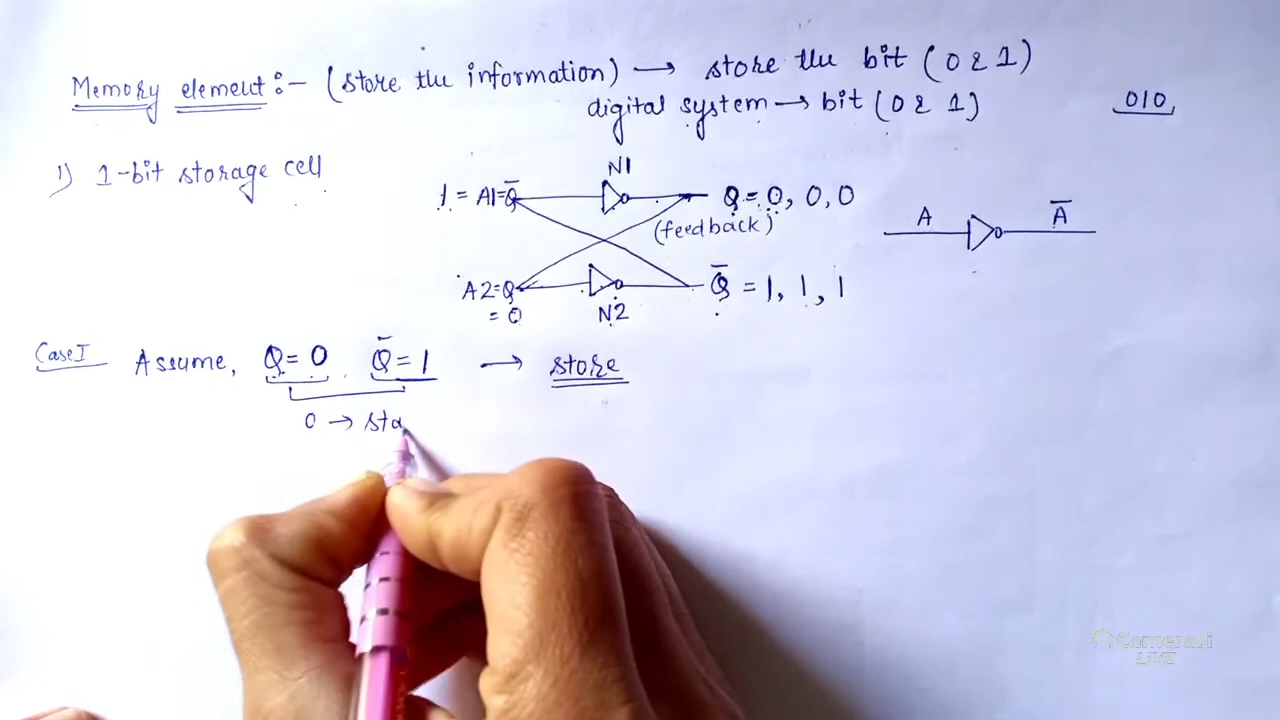 Memory element :- (store the information) → store the bit (0 & 1)
digital system → bit (0 & 1)
010
1) 1-bit storage cell
N1
1 = A1=Q̅
Q = 0, 0, 0
(feedback)
A A̅
A2=Q
= 0
N2
Q̅ = 1, 1, 1
Case I Assume, Q = 0 Q̅ = 1 → store
0 → sta
LIVE